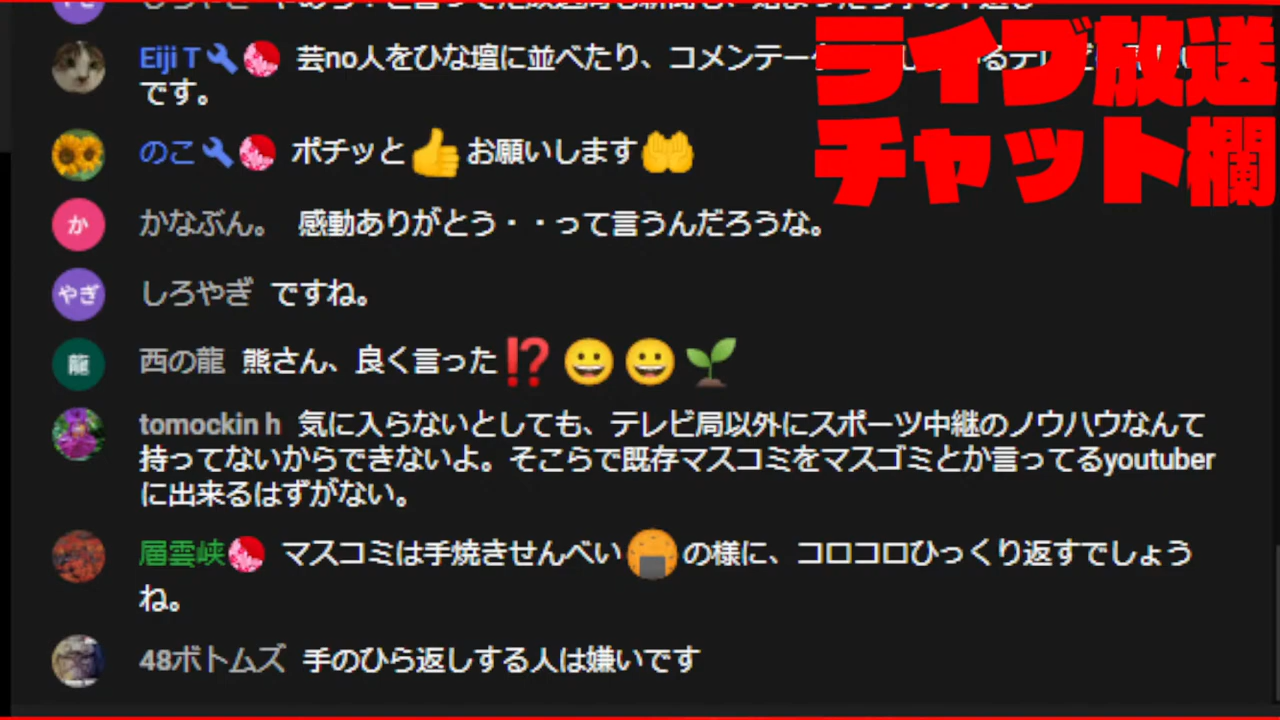 ライブ放送
チャット欄
Eiji T 芸no人をひな壇に並べたり、コメンテー
です。
のこ ポチッと👍お願いします🤲
か かなぶん。 感動ありがとう・・って言うんだろうな。
やぎ しろやぎ ですね。
龍 西の龍 熊さん、良く言った⁉️😀😀🌱
tomockin h 気に入らないとしても、テレビ局以外にスポーツ中継のノウハウなんて
持ってないからできないよ。そこらで既存マスコミをマスゴミとか言ってるyoutuber
に出来るはずがない。
層雲峡 マスコミは手焼きせんべい🍘の様に、コロコロひっくり返すでしょう
ね。
48ボトムズ 手のひら返しする人は嫌いです